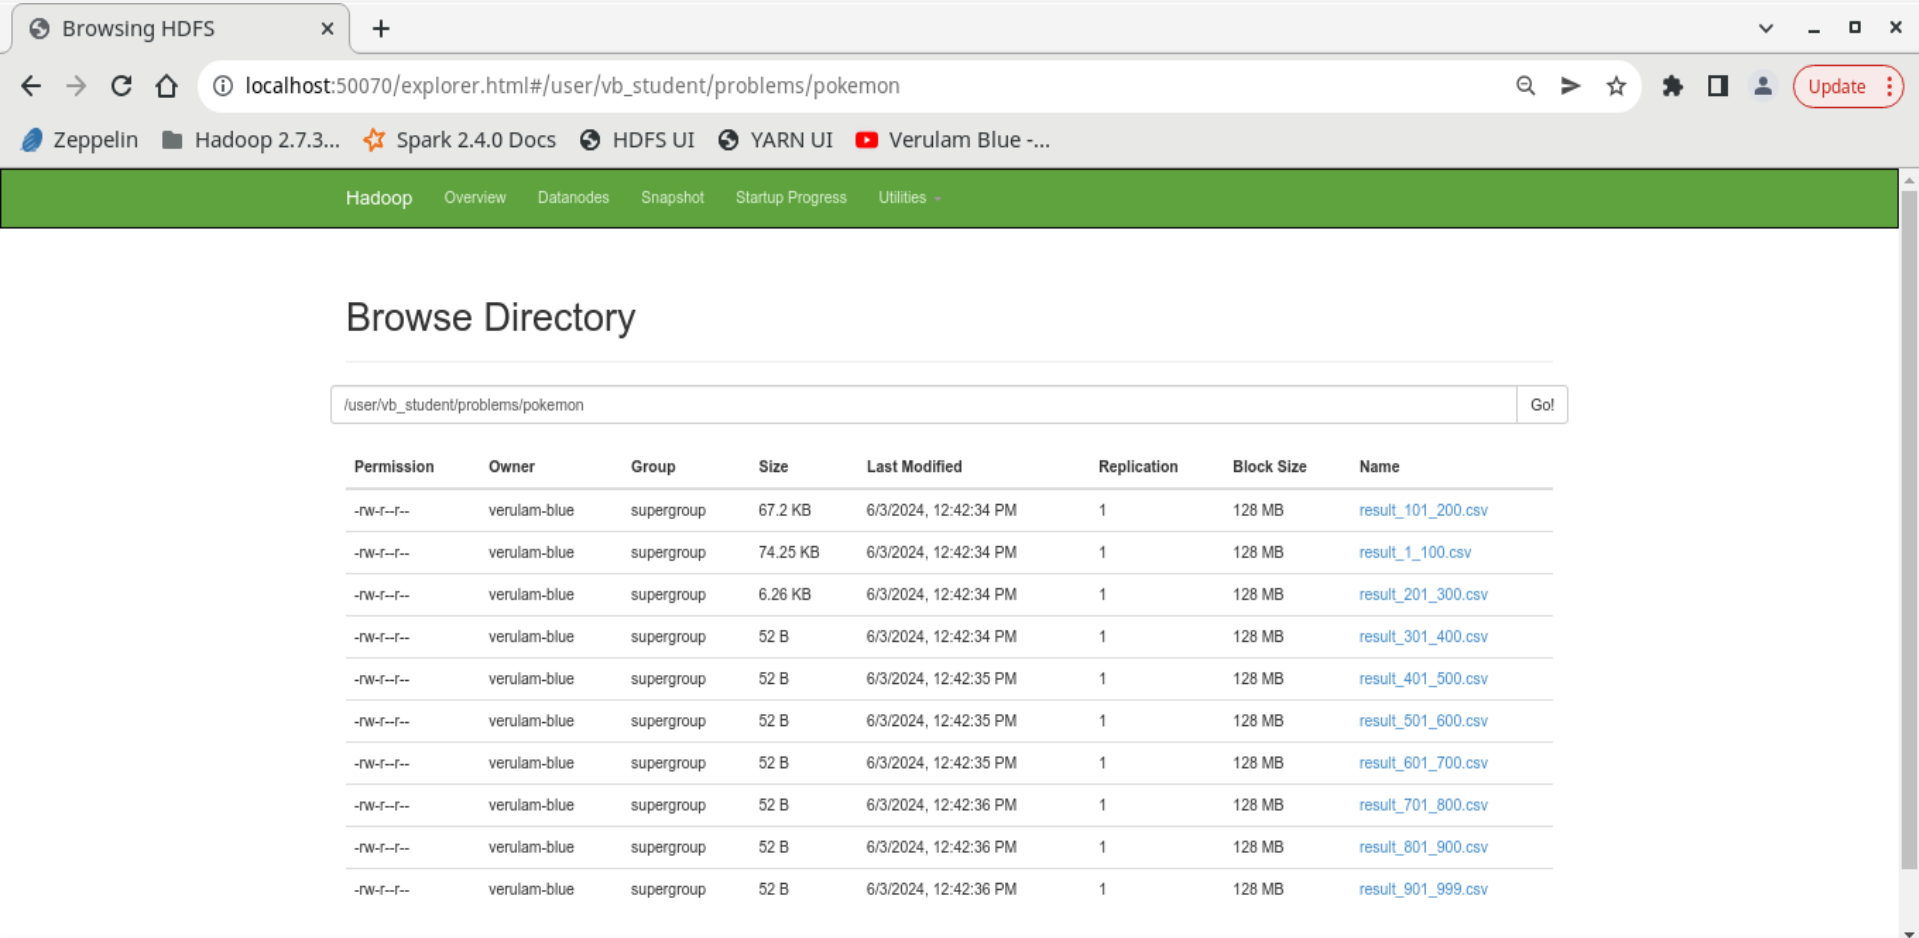 Browsing HDFS
localhost:50070/explorer.html#/user/vb_student/problems/pokemon
Update
Zeppelin Hadoop 2.7.3... Spark 2.4.0 Docs HDFS UI YARN UI Verulam Blue -...
Hadoop Overview Datanodes Snapshot Startup Progress Utilities
Browse Directory
/user/vb_student/problems/pokemon Go!
Permission Owner Group Size Last Modified Replication Block Size Name
-rw-r--r-- verulam-blue supergroup 67.2 KB 6/3/2024, 12:42:34 PM 1 128 MB result_101_200.csv
-rw-r--r-- verulam-blue supergroup 74.25 KB 6/3/2024, 12:42:34 PM 1 128 MB result_1_100.csv
-rw-r--r-- verulam-blue supergroup 6.26 KB 6/3/2024, 12:42:34 PM 1 128 MB result_201_300.csv
-rw-r--r-- verulam-blue supergroup 52 B 6/3/2024, 12:42:34 PM 1 128 MB result_301_400.csv
-rw-r--r-- verulam-blue supergroup 52 B 6/3/2024, 12:42:35 PM 1 128 MB result_401_500.csv
-rw-r--r-- verulam-blue supergroup 52 B 6/3/2024, 12:42:35 PM 1 128 MB result_501_600.csv
-rw-r--r-- verulam-blue supergroup 52 B 6/3/2024, 12:42:35 PM 1 128 MB result_601_700.csv
-rw-r--r-- verulam-blue supergroup 52 B 6/3/2024, 12:42:36 PM 1 128 MB result_701_800.csv
-rw-r--r-- verulam-blue supergroup 52 B 6/3/2024, 12:42:36 PM 1 128 MB result_801_900.csv
-rw-r--r-- verulam-blue supergroup 52 B 6/3/2024, 12:42:36 PM 1 128 MB result_901_999.csv